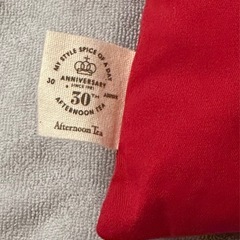 MY STYLE SPICE OF A DAY
ANNIVERSARY
SINCE 1981
30
30TH
AFTERNOON TEA
Afternoon Tea